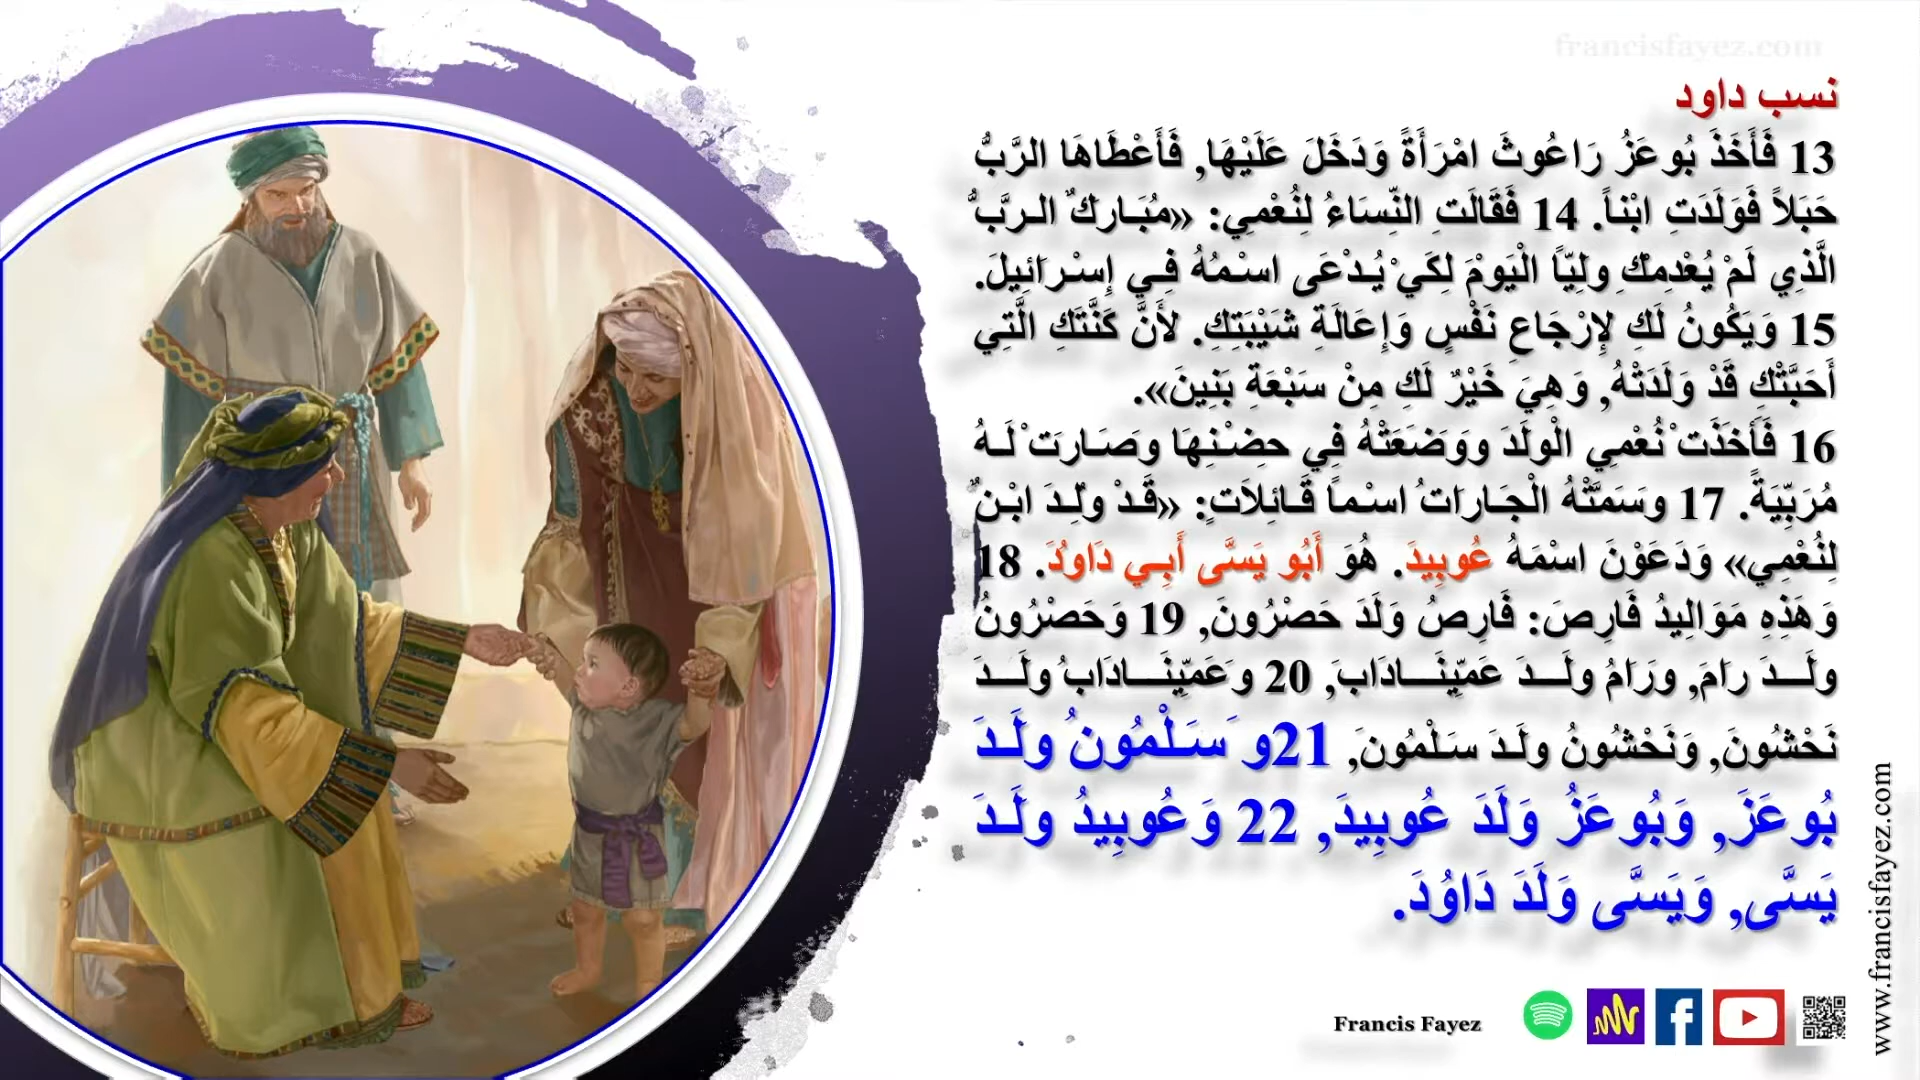 francisfayez.com
نسب داود
13 فَأَخَذَ بُوعَزُ رَاعُوثَ امْرَأَةً وَدَخَلَ عَلَيْهَا, فَأَعْطَاهَا الرَّبُّ
حَبَلاً فَوَلَدَتِ ابْناً. 14 فَقَالَتِ النِّسَاءُ لِنُعْمِي: «مُبَارَكٌ الرَّبُّ
الَّذِي لَمْ يُعْدِمْكِ وَلِيّاً الْيَوْمَ لِكَيْ يُدْعَى اسْمُهُ فِي إِسْرَائِيلَ.
15 وَيَكُونُ لَكِ لإِرْجَاعِ نَفْسٍ وَإِعَالَةِ شَيْبَتِكِ. لأَنَّ كَنَّتَكِ الَّتِي
أَحَبَّتْكِ قَدْ وَلَدَتْهُ, وَهِيَ خَيْرٌ لَكِ مِنْ سَبْعَةِ بَنِينَ».
16 فَأَخَذَتْ نُعْمِي الْوَلَدَ وَوَضَعَتْهُ فِي حِضْنِهَا وَصَارَتْ لَهُ
مُرَبِّيَةً. 17 وَسَمَّتْهُ الْجَارَاتُ اسْماً قَائِلاَتٍ: «قَدْ وُلِدَ ابْنٌ
لِنُعْمِي» وَدَعَوْنَ اسْمَهُ عُوبِيدَ. هُوَ أَبُو يَسَّى أَبِي دَاوُدَ. 18
وَهَذِهِ مَوَالِيدُ فَارِصَ: فَارِصُ وَلَدَ حَصْرُونَ, 19 وَحَصْرُونُ
وَلَدَ رَامَ, وَرَامُ وَلَدَ عَمِّينَادَابَ, 20 وَعَمِّينَادَابُ وَلَدَ
نَحْشُونَ, وَنَحْشُونُ وَلَدَ سَلْمُونَ, 21 وَسَلْمُونُ وَلَدَ
بُوعَزَ, وَبُوعَزُ وَلَدَ عُوبِيدَ, 22 وَعُوبِيدُ وَلَدَ
يَسَّى, وَيَسَّى وَلَدَ دَاوُدَ.
Francis Fayez
www.francisfayez.com